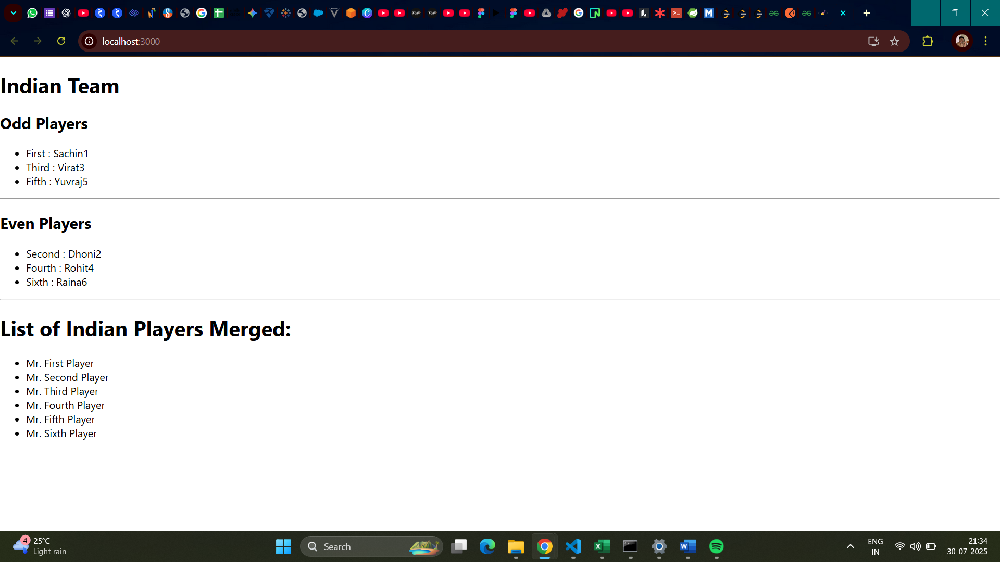 localhost:3000
Indian Team
Odd Players
First : Sachin1
Third : Virat3
Fifth : Yuvraj5
Even Players
Second : Dhoni2
Fourth : Rohit4
Sixth : Raina6
List of Indian Players Merged:
Mr. First Player
Mr. Second Player
Mr. Third Player
Mr. Fourth Player
Mr. Fifth Player
Mr. Sixth Player
4
25°C
Light rain
Search
ENG
IN
21:34
30-07-2025